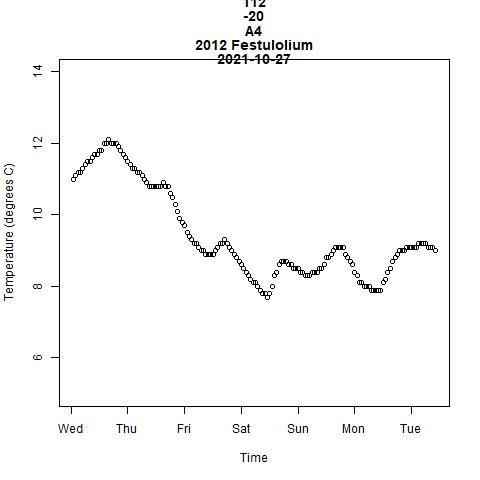 T12
-20
A4
2012 Festulolium
2021-10-27
14
12
10
8
6
Temperature (degrees C)
Wed Thu Fri Sat Sun Mon Tue
Time